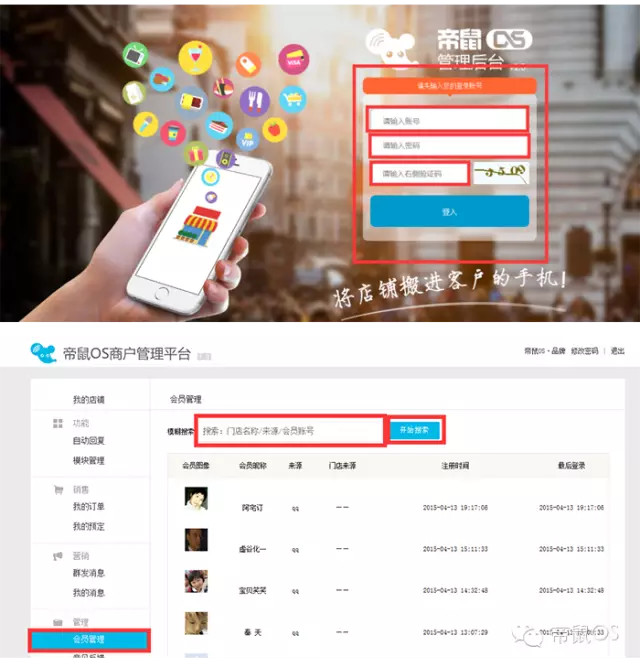 帝鼠OS
管理后台
请先输入您的登录账号
请输入账号
请输入密码
请输入右侧验证码
登入
VISA
VIP
将店铺搬进客户的手机!
帝鼠OS商户管理平台
帝鼠OS·品牌 修改密码 | 退出
我的店铺
会员管理
功能
自动回复
模块管理
模糊搜索
搜索：门店名称/来源/会员账号
开始搜索
会员图像 会员昵称 来源 门店来源 注册时间 最后登录
销售
我的订单
我的预定
阿宅订 qq —— 2015-04-13 19:17:06 2015-04-13 19:17:06
虚谷化一 qq —— 2015-04-13 15:11:33 2015-04-13 15:11:33
营销
群发消息
我的消息
宝贝笑笑 qq —— 2015-04-13 14:32:48 2015-04-13 14:32:48
管理
会员管理
奉 天 qq —— 2015-04-13 13:07:29
帝鼠OS